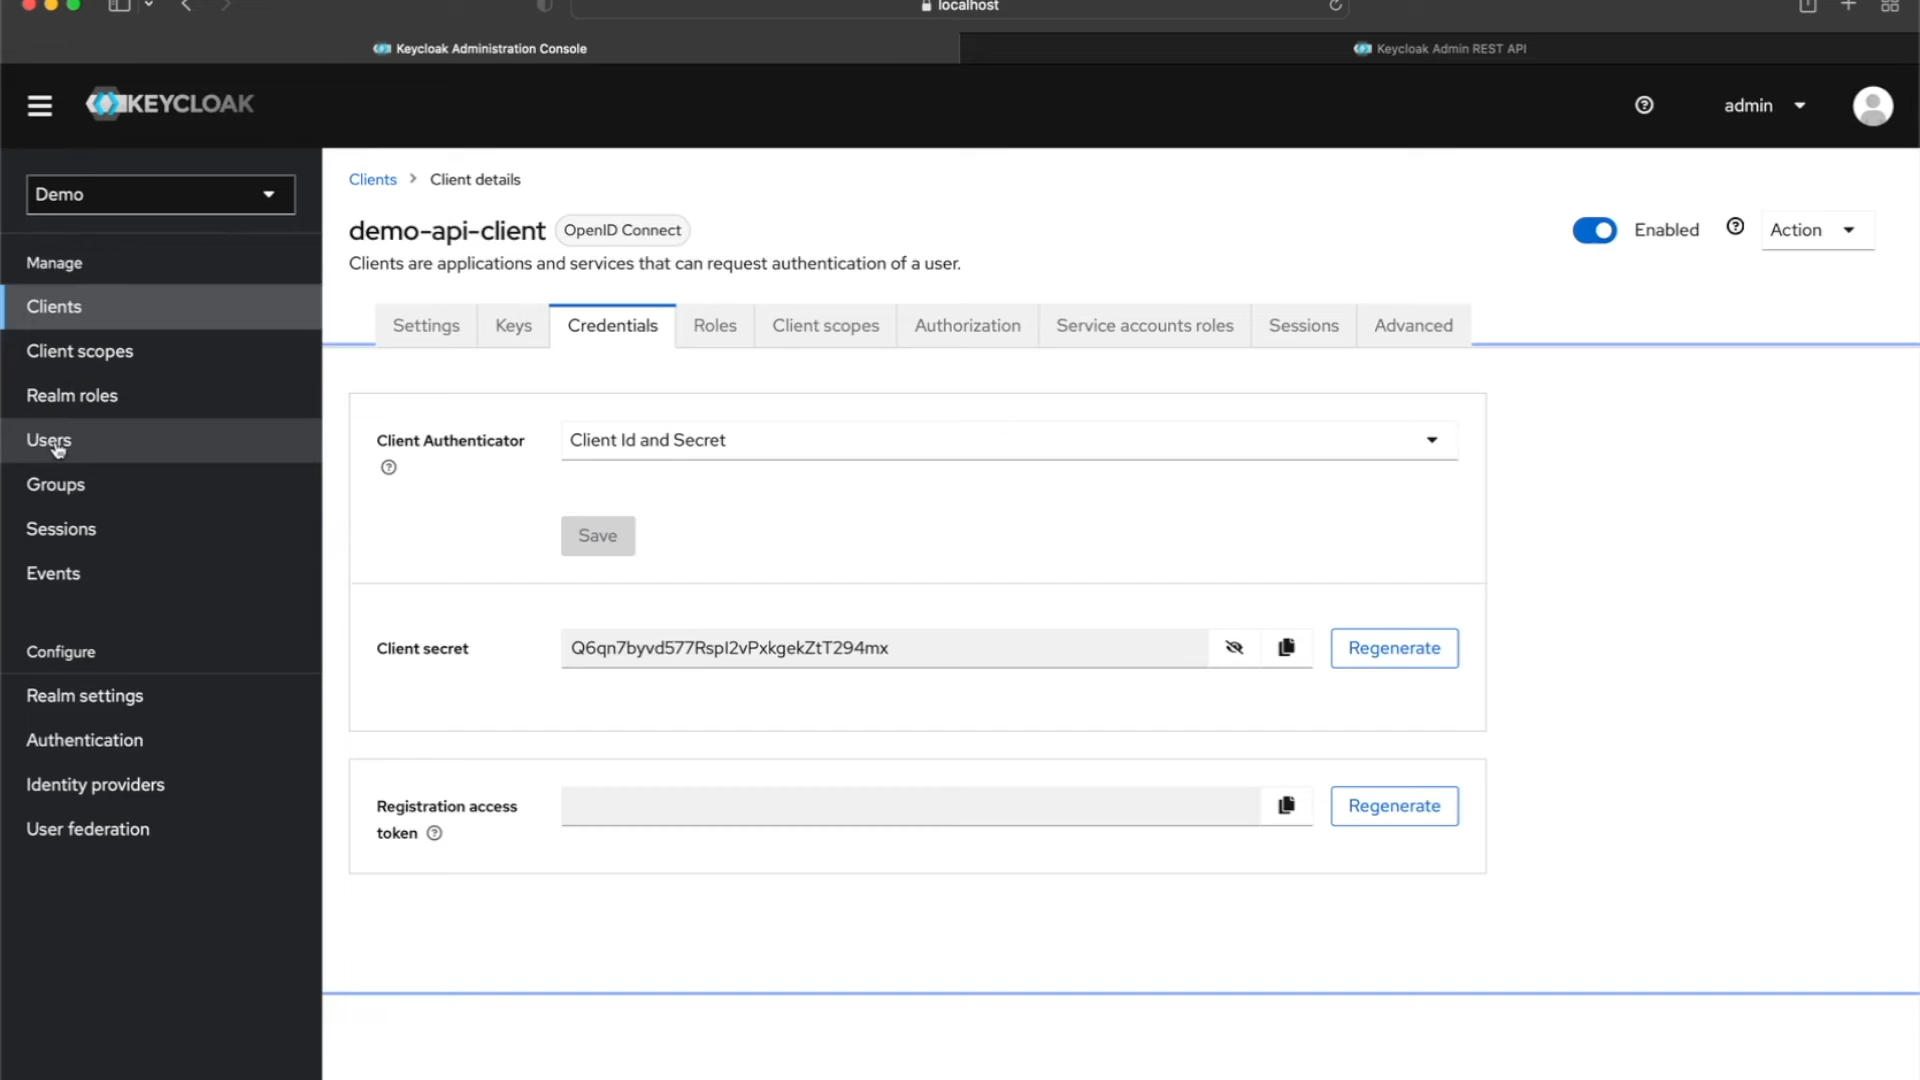 localhost
Keycloak Administration Console
Keycloak Admin REST API
KEYCLOAK
admin
Demo
Manage
Clients
Client scopes
Realm roles
Users
Groups
Sessions
Events
Configure
Realm settings
Authentication
Identity providers
User federation
Clients > Client details
demo-api-client OpenID Connect
Enabled
Action
Clients are applications and services that can request authentication of a user.
Settings Keys Credentials Roles Client scopes Authorization Service accounts roles Sessions Advanced
Client Authenticator
Client Id and Secret
Save
Client secret
Q6qn7byvd577RspI2vPxkgekZtT294mx
Regenerate
Registration access
token
Regenerate